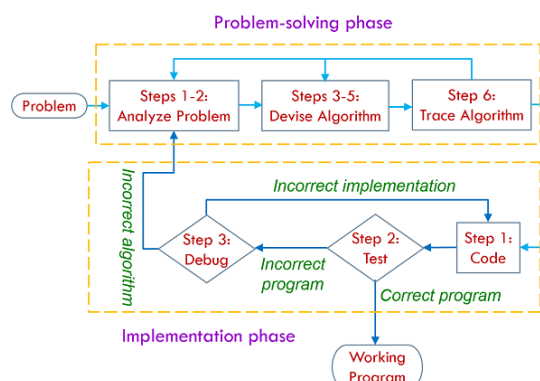 Problem-solving phase
Problem
Steps 1-2:
Analyze Problem
Steps 3-5:
Devise Algorithm
Step 6:
Trace Algorithm
Incorrect algorithm
Incorrect implementation
Step 3:
Debug
Step 2:
Test
Step 1:
Code
Incorrect
program
Correct program
Implementation phase
Working
Program